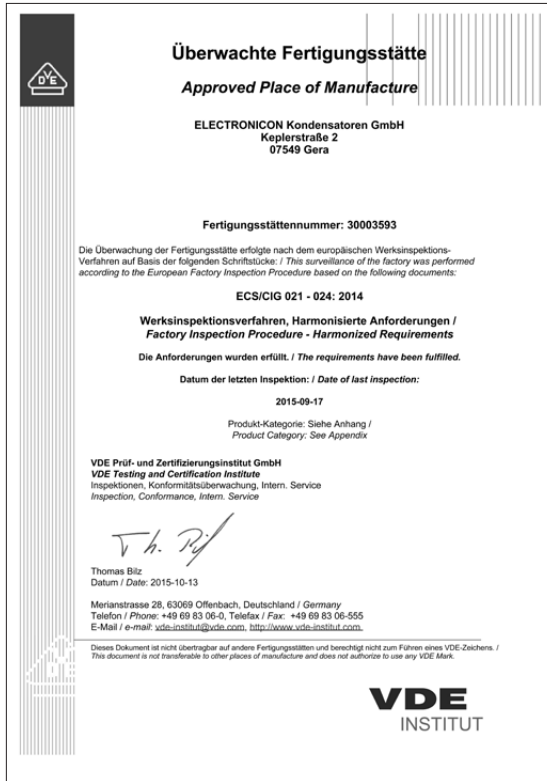 DVE
Überwachte Fertigungsstätte
Approved Place of Manufacture
ELECTRONICON Kondensatoren GmbH
Keplerstraße 2
07549 Gera
Fertigungsstättennummer: 30003593
Die Überwachung der Fertigungsstätte erfolgte nach dem europäischen Werksinspektions-
Verfahren auf Basis der folgenden Schriftstücke: / This surveillance of the factory was performed
according to the European Factory Inspection Procedure based on the following documents:
ECS/CIG 021 - 024: 2014
Werksinspektionsverfahren, Harmonisierte Anforderungen /
Factory Inspection Procedure - Harmonized Requirements
Die Anforderungen wurden erfüllt. / The requirements have been fulfilled.
Datum der letzten Inspektion: / Date of last inspection:
2015-09-17
Produkt-Kategorie: Siehe Anhang /
Product Category: See Appendix
VDE Prüf- und Zertifizierungsinstitut GmbH
VDE Testing and Certification Institute
Inspektionen, Konformitätsüberwachung, Intern. Service
Inspection, Conformance, Intern. Service
Th. Bilz
Thomas Bilz
Datum / Date: 2015-10-13
Merianstrasse 28, 63069 Offenbach, Deutschland / Germany
Telefon / Phone: +49 69 83 06-0, Telefax / Fax: +49 69 83 06-555
E-Mail / e-mail: vde-institut@vde.com, http://www.vde-institut.com
Dieses Dokument ist nicht übertragbar auf andere Fertigungsstätten und berechtigt nicht zum Führen eines VDE-Zeichens. /
This document is not transferable to other places of manufacture and does not authorize to use any VDE Mark.
DVE
VDE
INSTITUT